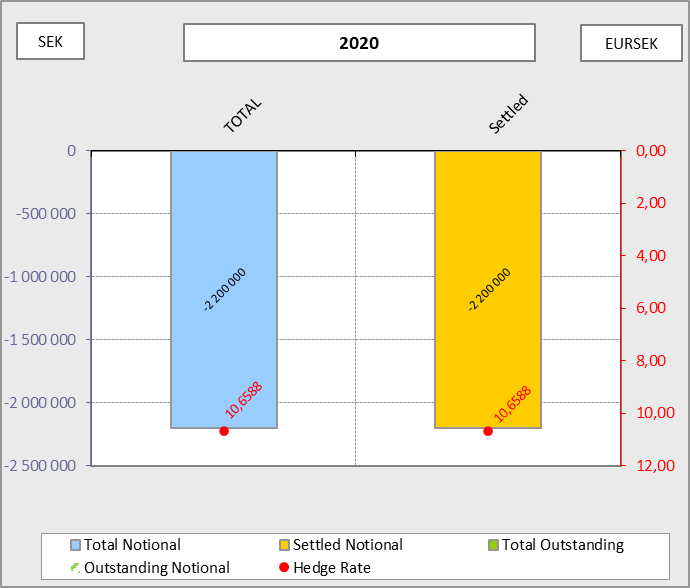 SEK 2020 EURSEK
TOTAL Settled
0 0,00
-500 000 2,00
-1 000 000 4,00
-2 200 000 -2 200 000
6,00
-1 500 000 8,00
10,6588 10,6588
-2 000 000 10,00
-2 500 000 12,00
Total Notional Settled Notional Total Outstanding
Outstanding Notional Hedge Rate